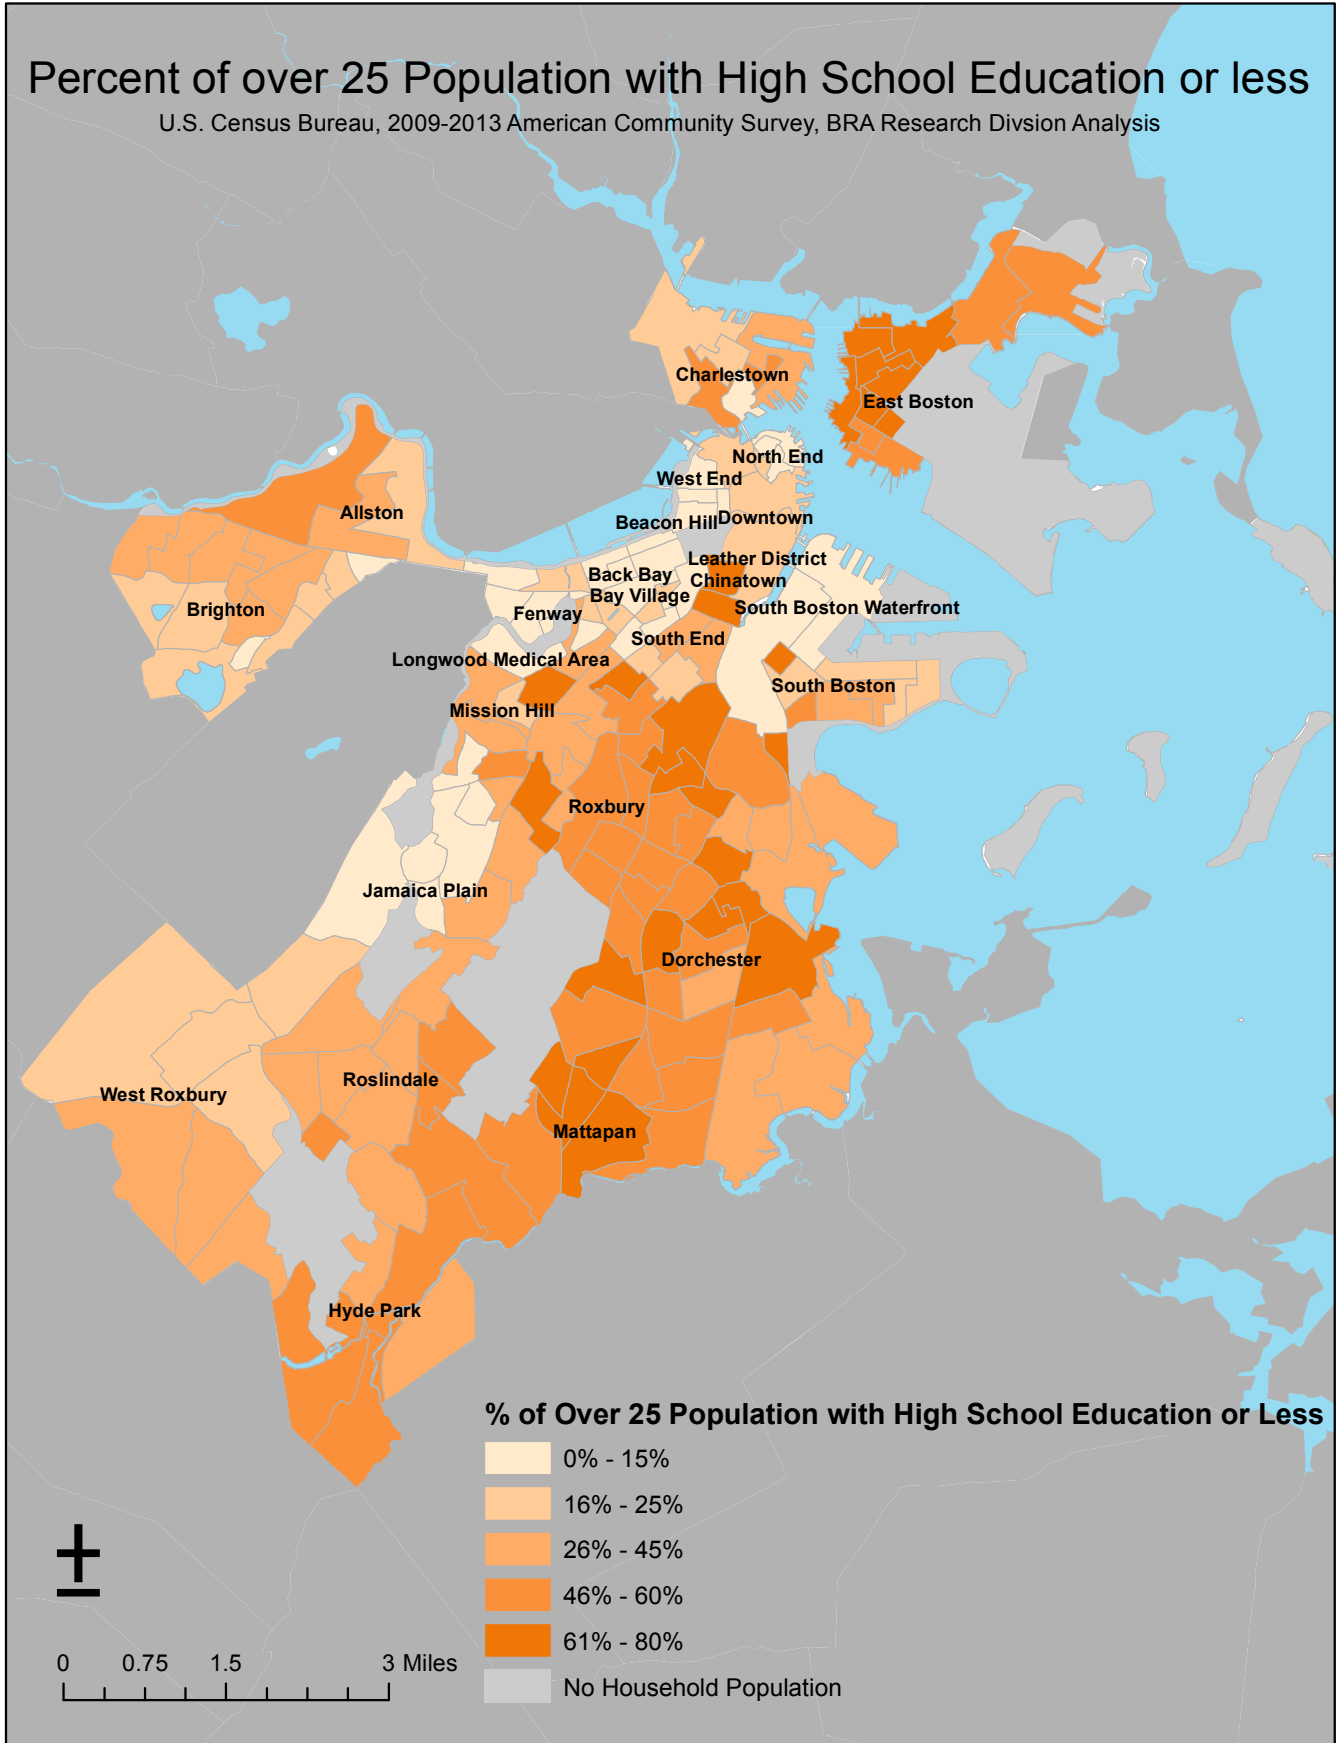 Percent of over 25 Population with High School Education or less
U.S. Census Bureau, 2009-2013 American Community Survey, BRA Research Divsion Analysis
Charlestown
East Boston
North End
West End
Allston
Beacon Hill
Downtown
Leather District
Back Bay
Chinatown
Bay Village
Brighton
Fenway
South Boston Waterfront
South End
Longwood Medical Area
South Boston
Mission Hill
Roxbury
Jamaica Plain
Dorchester
Roslindale
West Roxbury
Mattapan
Hyde Park
% of Over 25 Population with High School Education or Less
0% - 15%
16% - 25%
26% - 45%
46% - 60%
61% - 80%
No Household Population
0 0.75 1.5 3 Miles